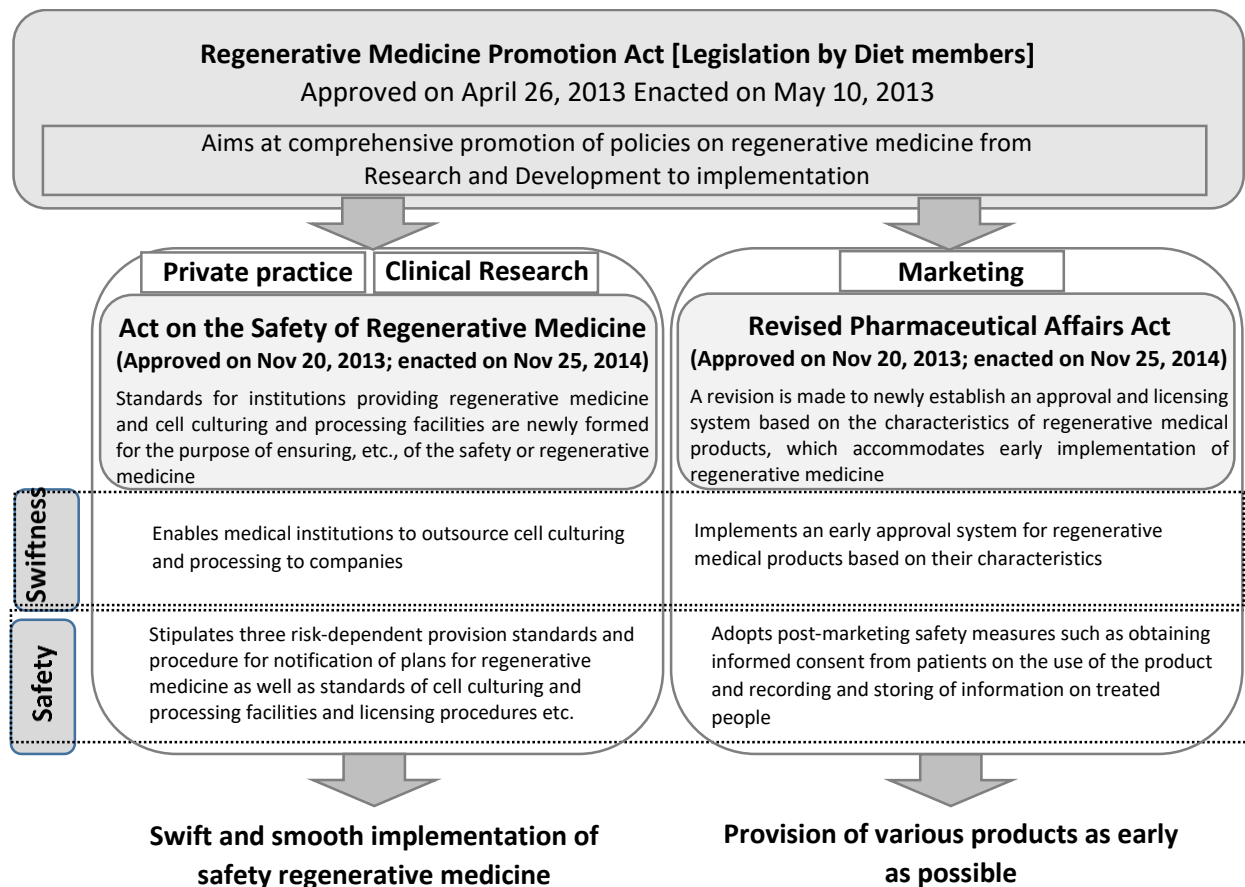 Regenerative Medicine Promotion Act [Legislation by Diet members]
Approved on April 26, 2013 Enacted on May 10, 2013
Aims at comprehensive promotion of policies on regenerative medicine from
Research and Development to implementation
Private practice
Clinical Research
Act on the Safety of Regenerative Medicine
(Approved on Nov 20, 2013; enacted on Nov 25, 2014)
Standards for institutions providing regenerative medicine
and cell culturing and processing facilities are newly formed
for the purpose of ensuring, etc., of the safety or regenerative
medicine
Marketing
Revised Pharmaceutical Affairs Act
(Approved on Nov 20, 2013; enacted on Nov 25, 2014)
A revision is made to newly establish an approval and licensing
system based on the characteristics of regenerative medical
products, which accommodates early implementation of
regenerative medicine
Swiftness
Enables medical institutions to outsource cell culturing
and processing to companies
Implements an early approval system for regenerative
medical products based on their characteristics
Safety
Stipulates three risk-dependent provision standards and
procedure for notification of plans for regenerative
medicine as well as standards of cell culturing and
processing facilities and licensing procedures etc.
Adopts post-marketing safety measures such as obtaining
informed consent from patients on the use of the product
and recording and storing of information on treated
people
Swift and smooth implementation of
safety regenerative medicine
Provision of various products as early
as possible